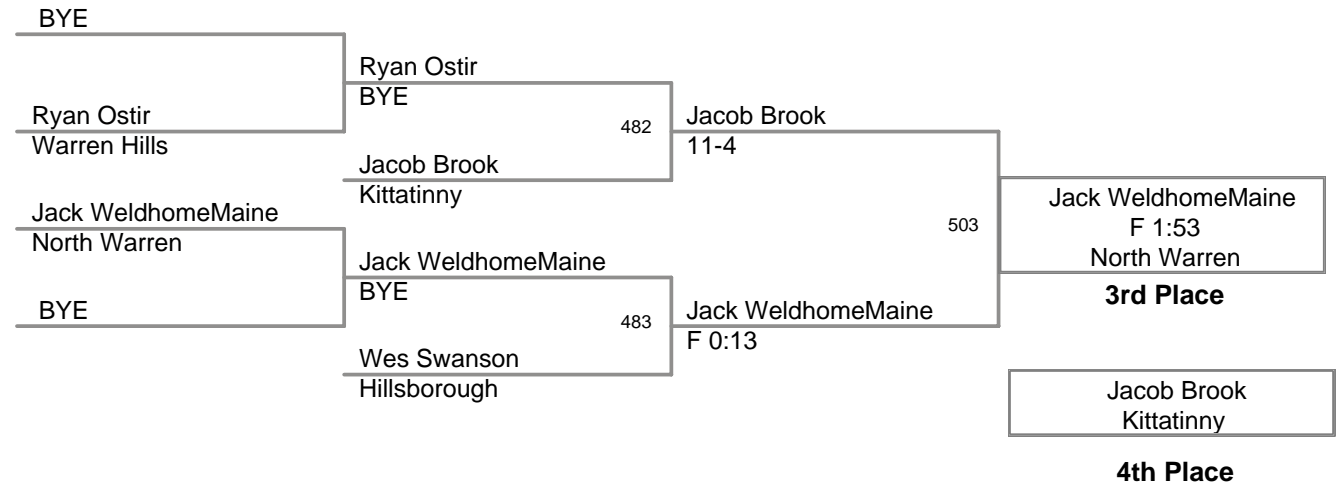 BYE
Ryan Ostir
BYE
Ryan Ostir
Warren Hills
482
Jacob Brook
11-4
Jacob Brook
Kittatinny
Jack WeldhomeMaine
North Warren
503
Jack WeldhomeMaine
F 1:53
North Warren
3rd Place
Jack WeldhomeMaine
BYE
BYE
483
Jack WeldhomeMaine
F 0:13
Wes Swanson
Hillsborough
Jacob Brook
Kittatinny
4th Place